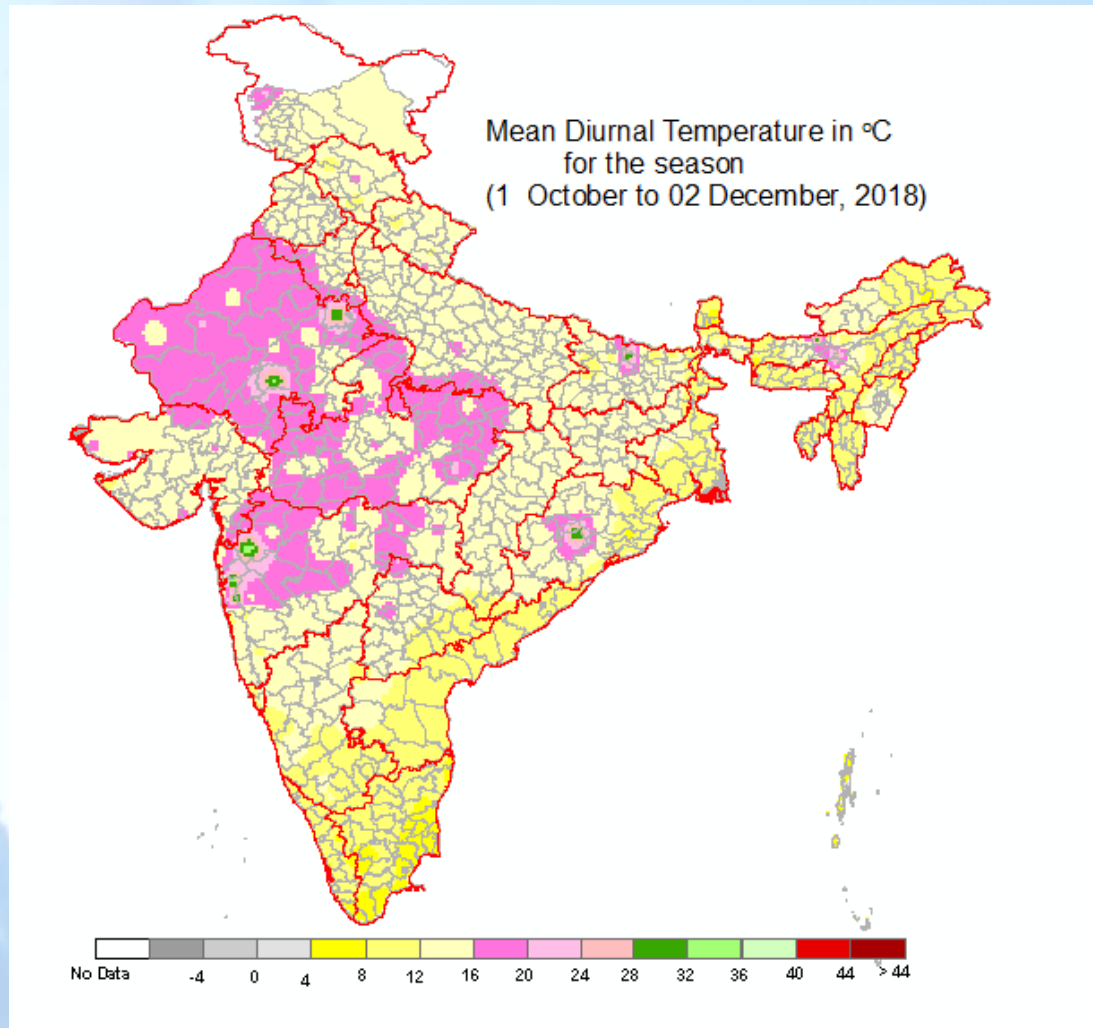 Mean Diurnal Temperature in ºC
for the season
(1 October to 02 December, 2018)
No Data -4 0 4 8 12 16 20 24 28 32 36 40 44 > 44